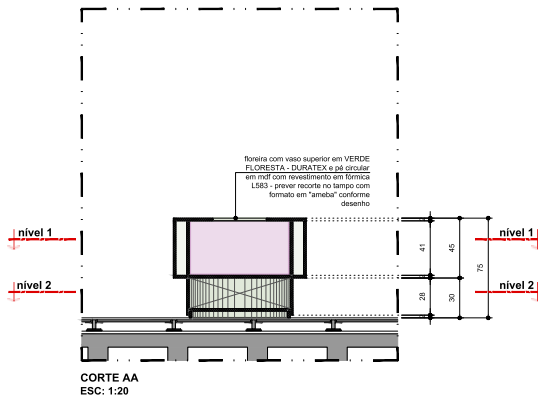 floreira com vaso superior em VERDE
FLORESTA - DURATEX e pé circular
em mdf com revestimento em fórmica
L583 - prever recorte no tampo com
formato em "ameba" conforme
desenho
nível 1
nível 1
41
45
75
nível 2
nível 2
28
30
CORTE AA
ESC: 1:20